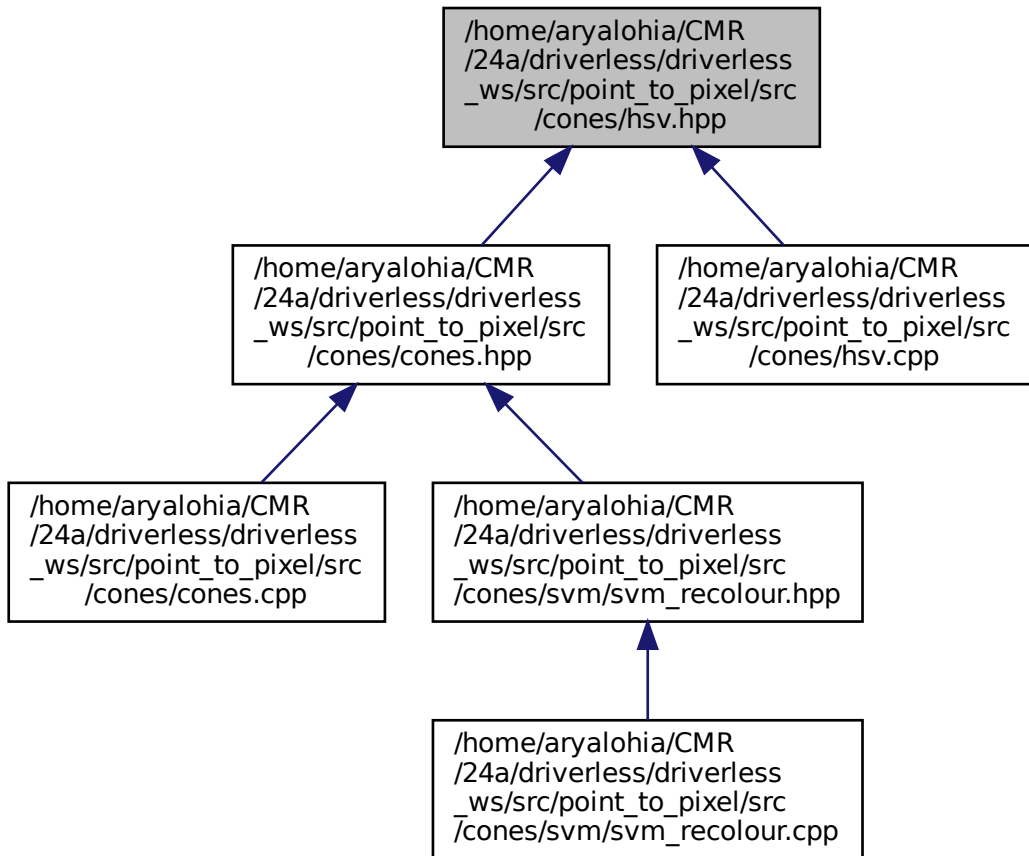 /home/aryalohia/CMR
/24a/driverless/driverless
_ws/src/point_to_pixel/src
/cones/hsv.hpp
/home/aryalohia/CMR
/24a/driverless/driverless
_ws/src/point_to_pixel/src
/cones/cones.hpp
/home/aryalohia/CMR
/24a/driverless/driverless
_ws/src/point_to_pixel/src
/cones/hsv.cpp
/home/aryalohia/CMR
/24a/driverless/driverless
_ws/src/point_to_pixel/src
/cones/cones.cpp
/home/aryalohia/CMR
/24a/driverless/driverless
_ws/src/point_to_pixel/src
/cones/svm/svm_recolour.hpp
/home/aryalohia/CMR
/24a/driverless/driverless
_ws/src/point_to_pixel/src
/cones/svm/svm_recolour.cpp